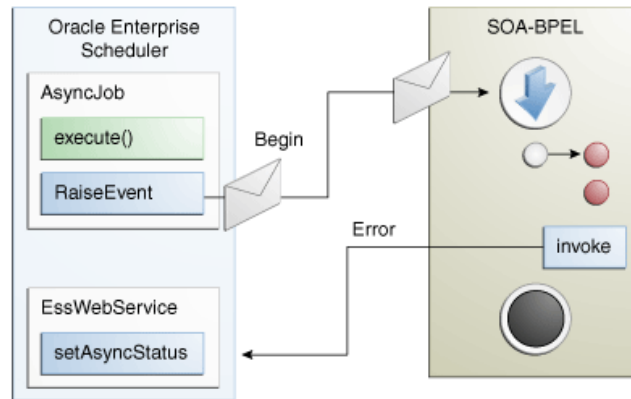 Oracle Enterprise
Scheduler
AsyncJob
execute()
RaiseEvent
Begin
SOA-BPEL
Error
invoke
EssWebService
setAsyncStatus